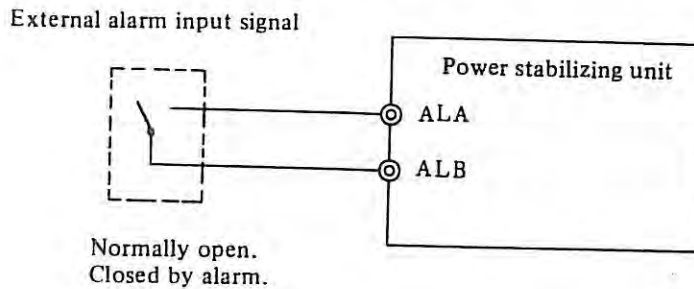 External alarm input signal
Power stabilizing unit
ALA
ALB
Normally open.
Closed by alarm.